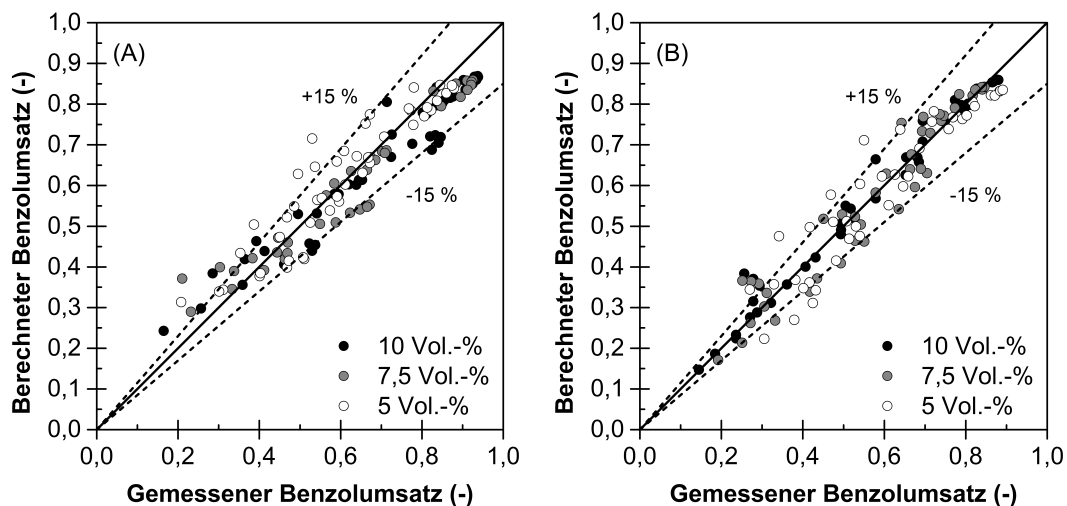 (A)
Berechneter Benzolumsatz (-)
1,0
0,9
0,8
0,7
0,6
0,5
0,4
0,3
0,2
0,1
0,0
+15 %
-15 %
10 Vol.-%
7,5 Vol.-%
5 Vol.-%
0,0 0,2 0,4 0,6 0,8 1,0
Gemessener Benzolumsatz (-)
(B)
Berechneter Benzolumsatz (-)
1,0
0,9
0,8
0,7
0,6
0,5
0,4
0,3
0,2
0,1
0,0
+15 %
-15 %
10 Vol.-%
7,5 Vol.-%
5 Vol.-%
0,0 0,2 0,4 0,6 0,8 1,0
Gemessener Benzolumsatz (-)